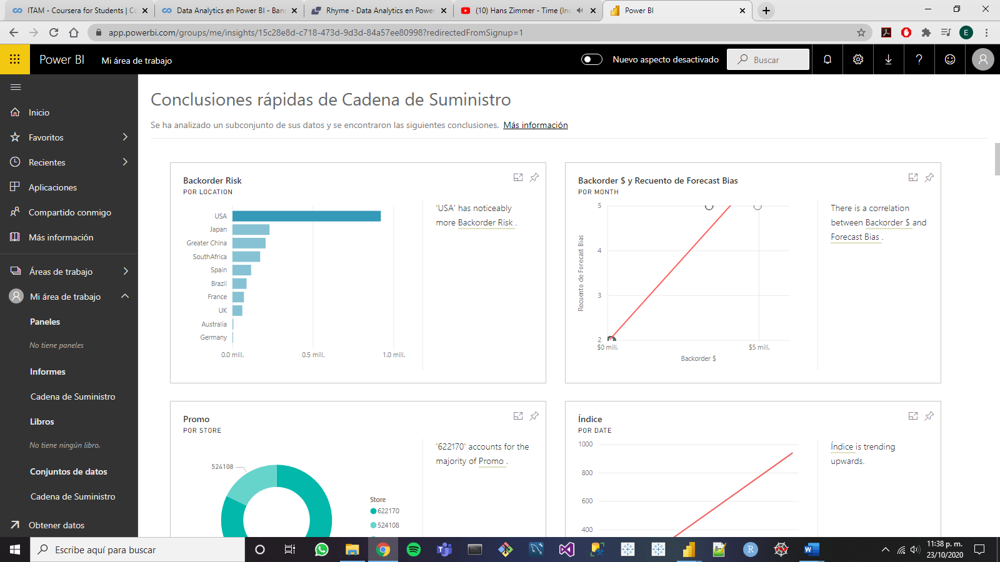 ITAM - Coursera for Students | Co
Data Analytics en Power BI - Banc
Rhyme - Data Analytics en Power
(10) Hans Zimmer - Time (Inc
Power BI
app.powerbi.com/groups/me/insights/15c28e8d-c718-473d-9d3d-84a57ee80998?redirectedFromSignup=1
E
Power BI
Mi área de trabajo
Nuevo aspecto desactivado
Buscar
Inicio
Favoritos
Recientes
Aplicaciones
Compartido conmigo
Más información
Áreas de trabajo
Mi área de trabajo
Paneles
No tiene paneles
Informes
Cadena de Suministro
Libros
No tiene ningún libro.
Conjuntos de datos
Cadena de Suministro
Obtener datos
Conclusiones rápidas de Cadena de Suministro
Se ha analizado un subconjunto de sus datos y se encontraron las siguientes conclusiones. Más información
Backorder Risk
POR LOCATION
USA
Japan
Greater China
SouthAfrica
Spain
Brazil
France
UK
Australia
Germany
0.0 mill. 0.5 mill. 1.0 mill.
'USA' has noticeably
more Backorder Risk .
Backorder $ y Recuento de Forecast Bias
POR MONTH
Recuento de Forecast Bias
5
4
3
2
$0 mill. $5 mill.
Backorder $
There is a correlation
between Backorder $ and
Forecast Bias .
Promo
POR STORE
524108
Store
622170
524108
'622170' accounts for the
majority of Promo .
Índice
POR DATE
1000
800
600
400
Índice is trending
upwards.
Escribe aquí para buscar
R
11:38 p. m.
23/10/2020